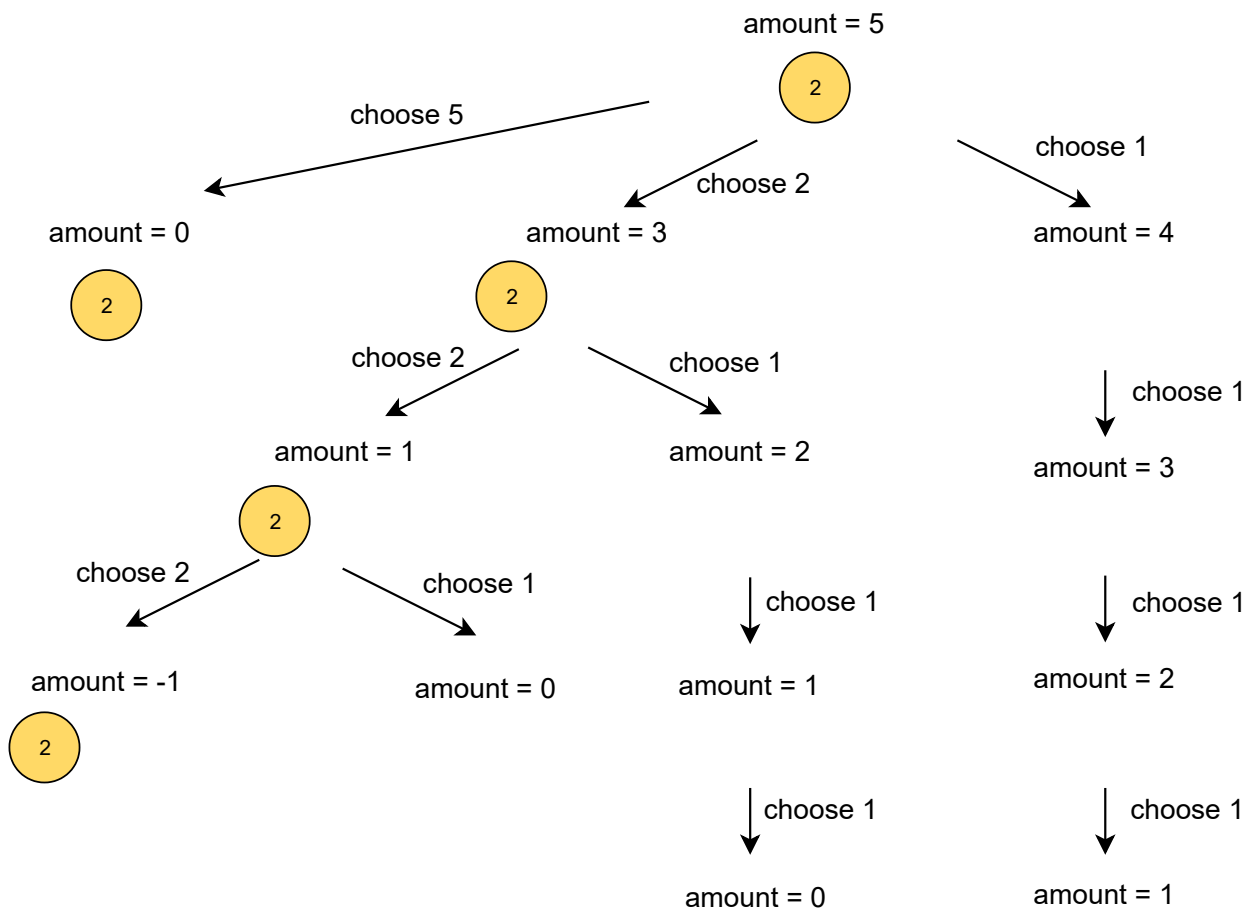 amount = 5
2
choose 5
choose 1
choose 2
amount = 0
amount = 3
amount = 4
2
2
choose 2
choose 1
choose 1
amount = 1
amount = 2
amount = 3
2
choose 2
choose 1
choose 1
choose 1
amount = -1
amount = 0
amount = 1
amount = 2
2
choose 1
choose 1
amount = 0
amount = 1